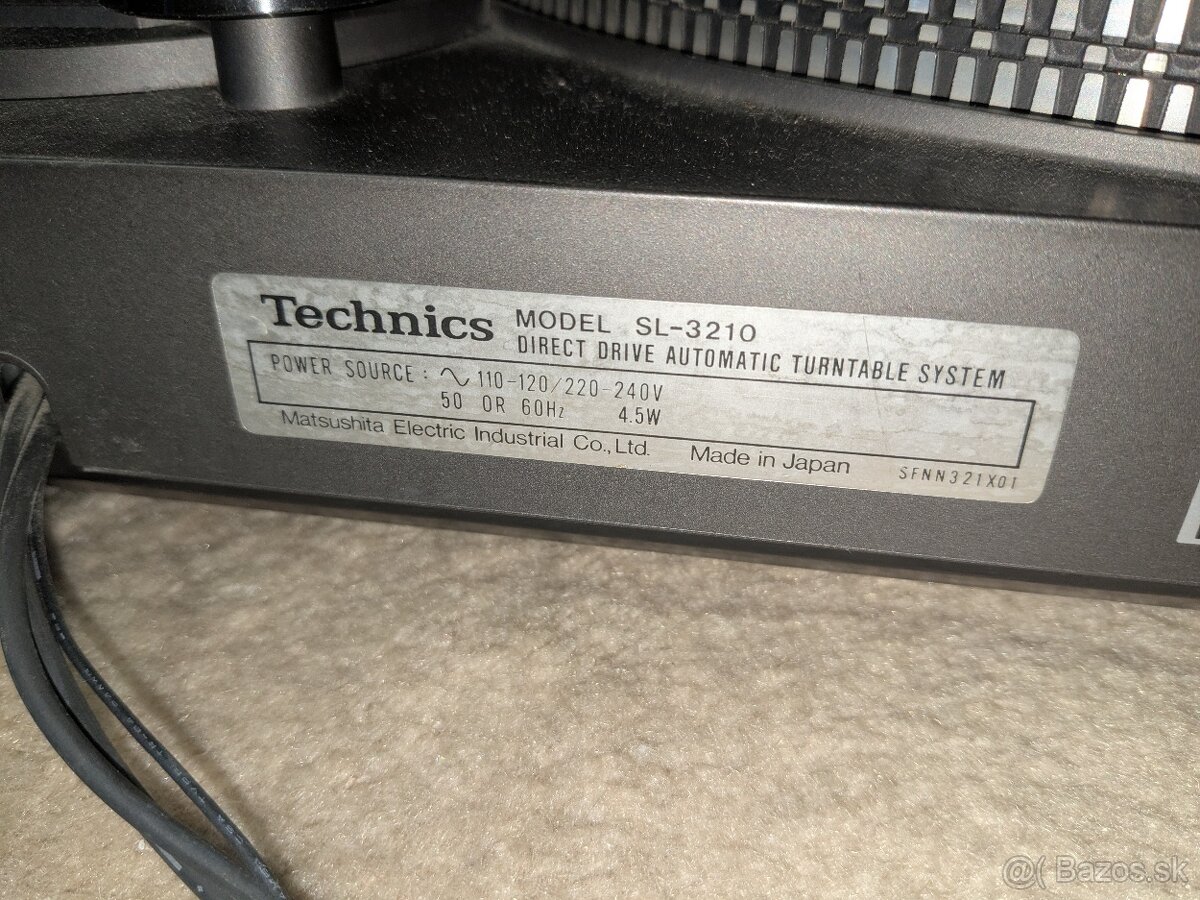 Technics MODEL SL-3210
DIRECT DRIVE AUTOMATIC TURNTABLE SYSTEM
POWER SOURCE : ∿ 110-120/220-240V
50 OR 60Hz 4.5W
Matsushita Electric Industrial Co., Ltd. Made in Japan SFNN321X01
@( Bazos.sk